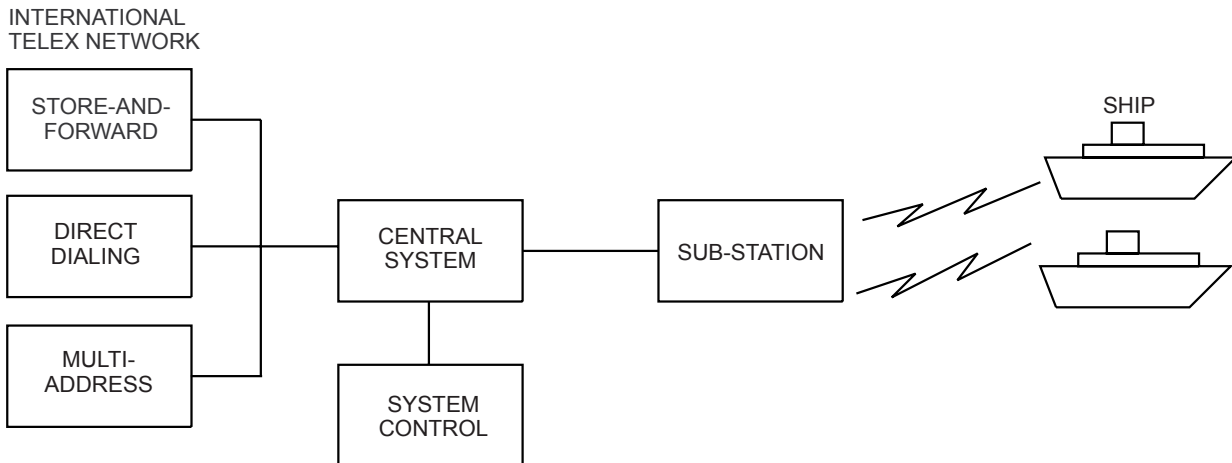 INTERNATIONAL
TELEX NETWORK
STORE-AND-
FORWARD
DIRECT
DIALING
MULTI-
ADDRESS
CENTRAL
SYSTEM
SYSTEM
CONTROL
SUB-STATION
SHIP